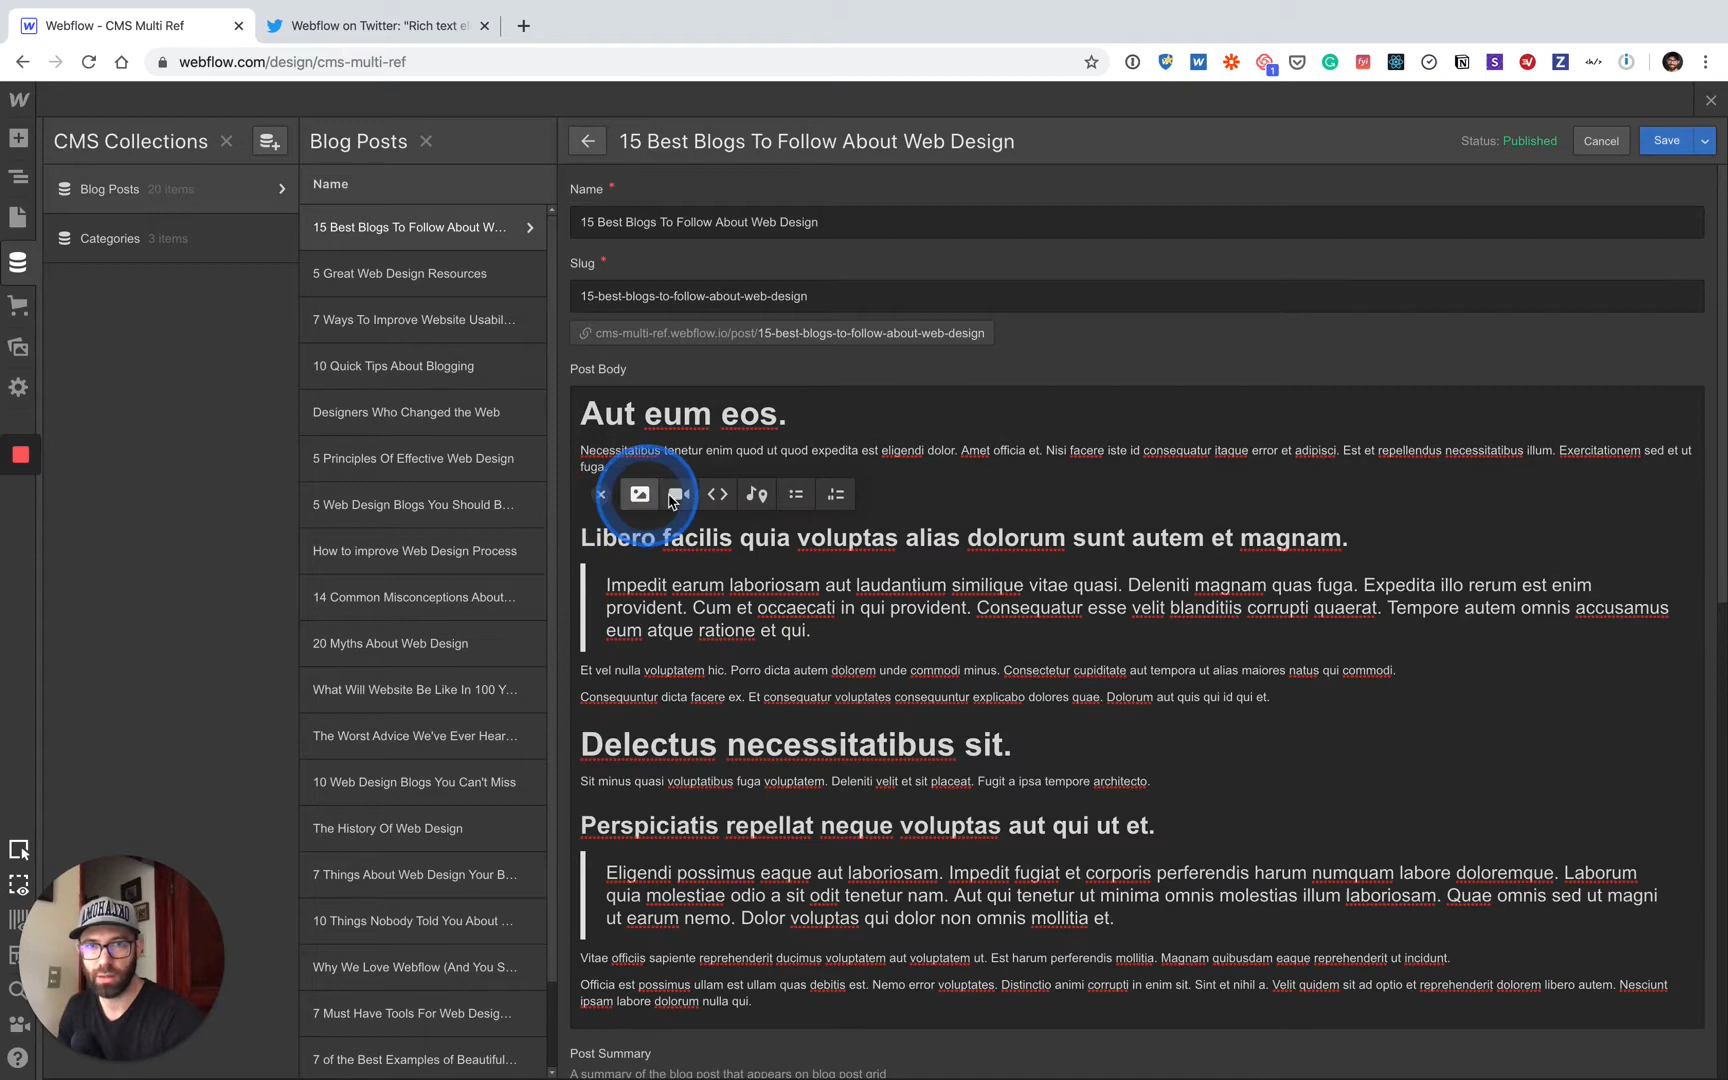 Webflow - CMS Multi Ref
Webflow on Twitter: "Rich text el
webflow.com/design/cms-multi-ref
1
CMS Collections
Blog Posts
15 Best Blogs To Follow About Web Design
Status: Published
Cancel
Save
Blog Posts 20 items
Categories 3 items
Name
15 Best Blogs To Follow About W...
5 Great Web Design Resources
7 Ways To Improve Website Usabil...
10 Quick Tips About Blogging
Designers Who Changed the Web
5 Principles Of Effective Web Design
5 Web Design Blogs You Should B...
How to improve Web Design Process
14 Common Misconceptions About...
20 Myths About Web Design
What Will Website Be Like In 100 Y...
The Worst Advice We've Ever Hear...
10 Web Design Blogs You Can't Miss
The History Of Web Design
7 Things About Web Design Your B...
10 Things Nobody Told You About ...
Why We Love Webflow (And You S...
7 Must Have Tools For Web Desig...
7 of the Best Examples of Beautiful...
Name *
15 Best Blogs To Follow About Web Design
Slug *
15-best-blogs-to-follow-about-web-design
cms-multi-ref.webflow.io/post/15-best-blogs-to-follow-about-web-design
Post Body
Aut eum eos.
Necessitatibus tenetur enim quod ut quod expedita est eligendi dolor. Amet officia et. Nisi facere iste id consequatur itaque error et adipisci. Est et repellendus necessitatibus illum. Exercitationem sed et ut
fuga.
Libero facilis quia voluptas alias dolorum sunt autem et magnam.
Impedit earum laboriosam aut laudantium similique vitae quasi. Deleniti magnam quas fuga. Expedita illo rerum est enim
provident. Cum et occaecati in qui provident. Consequatur esse velit blanditiis corrupti quaerat. Tempore autem omnis accusamus
eum atque ratione et qui.
Et vel nulla voluptatem hic. Porro dicta autem dolorem unde commodi minus. Consectetur cupiditate aut tempora ut alias maiores natus qui commodi.
Consequuntur dicta facere ex. Et consequatur voluptates consequuntur explicabo dolores quae. Dolorum aut quis qui id qui et.
Delectus necessitatibus sit.
Sit minus quasi voluptatibus fuga voluptatem. Deleniti velit et sit placeat. Fugit a ipsa tempore architecto.
Perspiciatis repellat neque voluptas aut qui ut et.
Eligendi possimus eaque aut laboriosam. Impedit fugiat et corporis perferendis harum numquam labore doloremque. Laborum
quia molestiae odio a sit odit tenetur nam. Aut qui tenetur ut minima omnis molestias illum laboriosam. Quae omnis sed ut magni
ut earum nemo. Dolor voluptas qui dolor non omnis mollitia et.
Vitae officiis sapiente reprehenderit ducimus voluptatem aut voluptatem ut. Est harum perferendis mollitia. Magnam quibusdam eaque reprehenderit ut incidunt.
Officia est possimus ullam est ullam quas debitis est. Nemo error voluptates. Distinctio animi corrupti in enim sit. Sint et nihil a. Velit quidem sit ad optio et reprehenderit dolorem libero autem. Nesciunt
ipsam labore dolorum nulla qui.
Post Summary
A summary of the blog post that appears on blog post grid